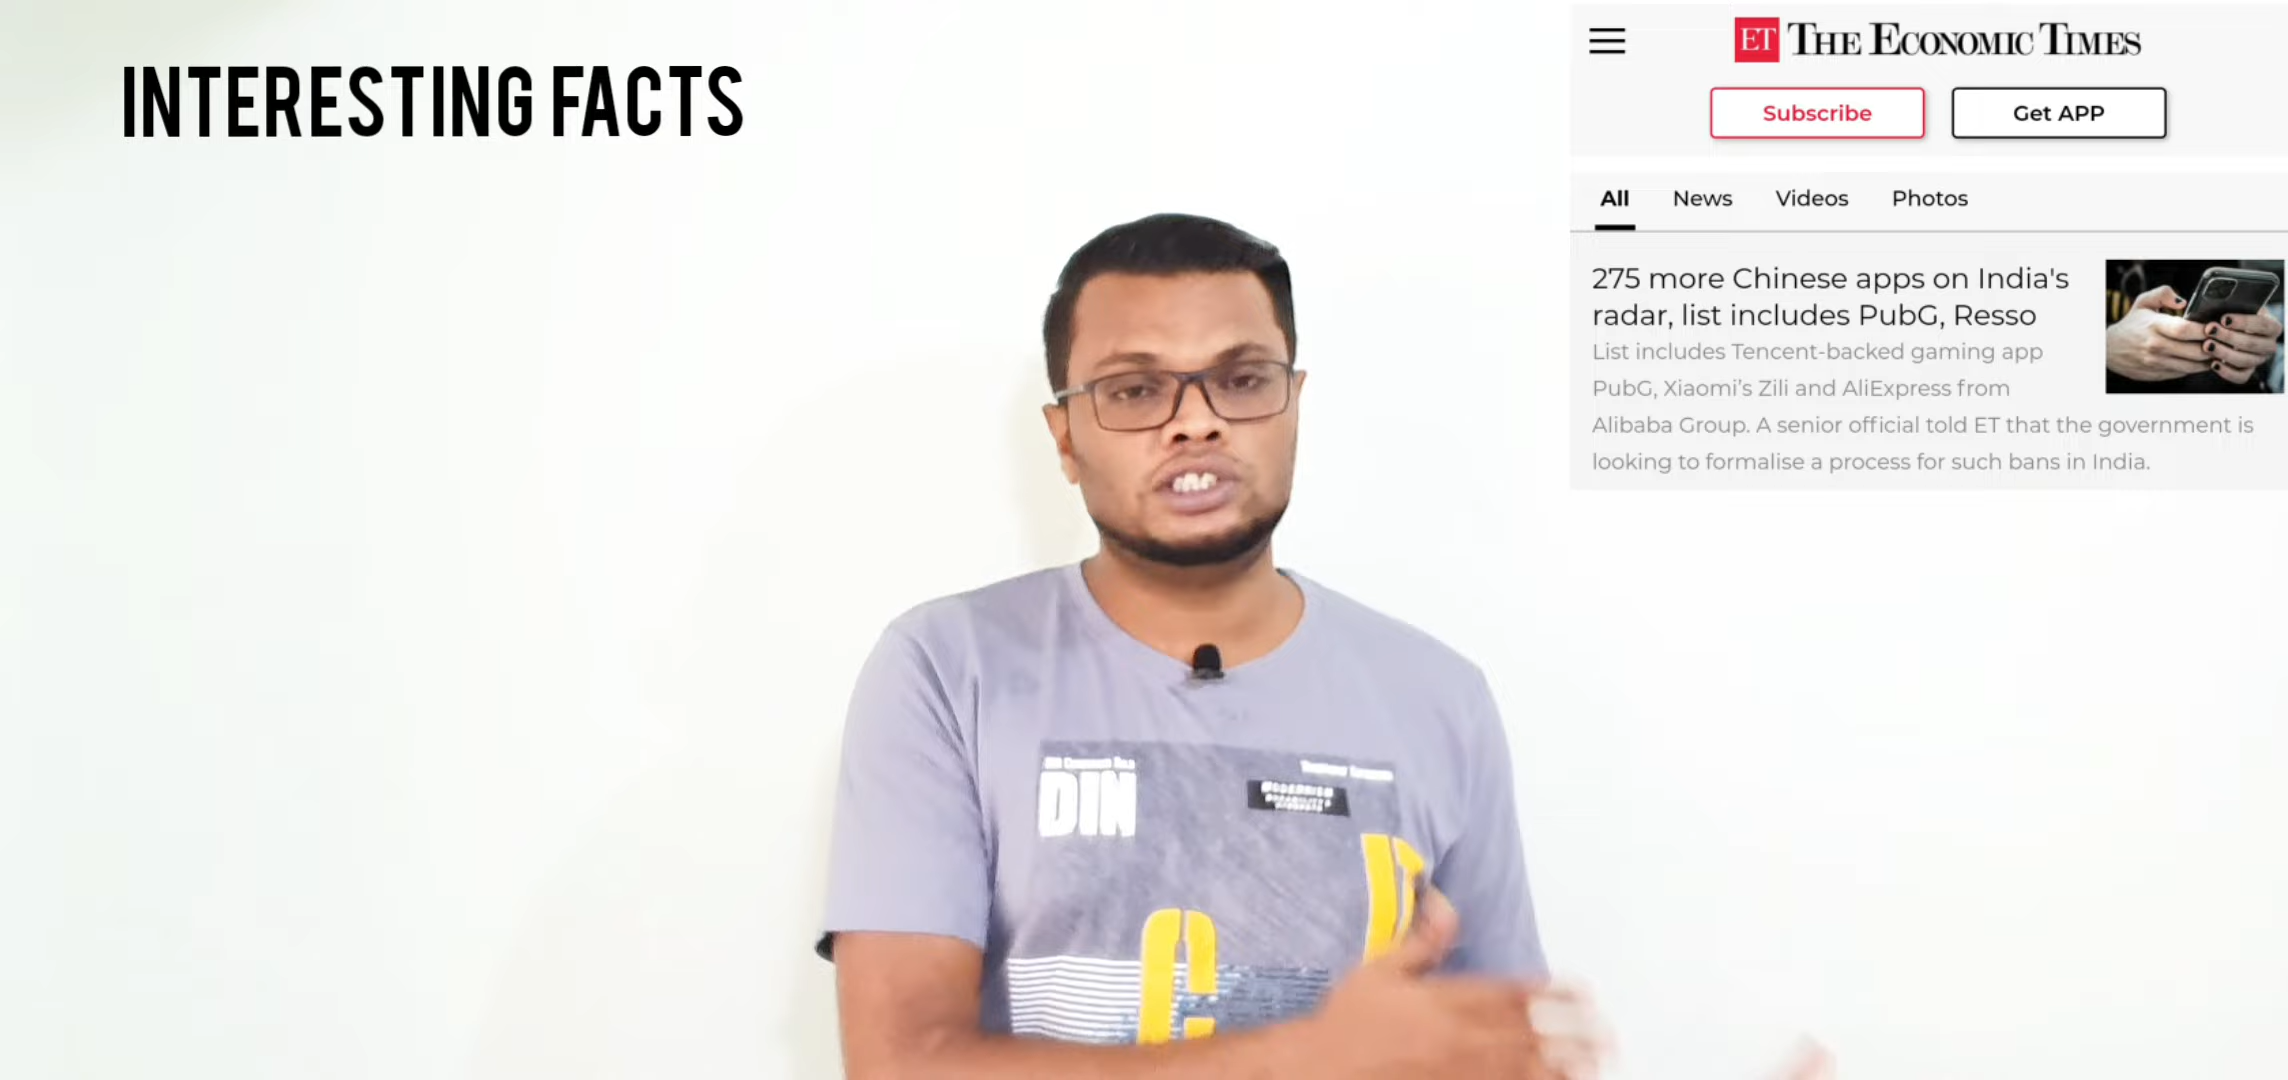 INTERESTING FACTS
ET THE ECONOMIC TIMES
Subscribe Get APP
All News Videos Photos
275 more Chinese apps on India's
radar, list includes PubG, Resso
List includes Tencent-backed gaming app
PubG, Xiaomi's Zili and AliExpress from
Alibaba Group. A senior official told ET that the government is
looking to formalise a process for such bans in India.
DIN